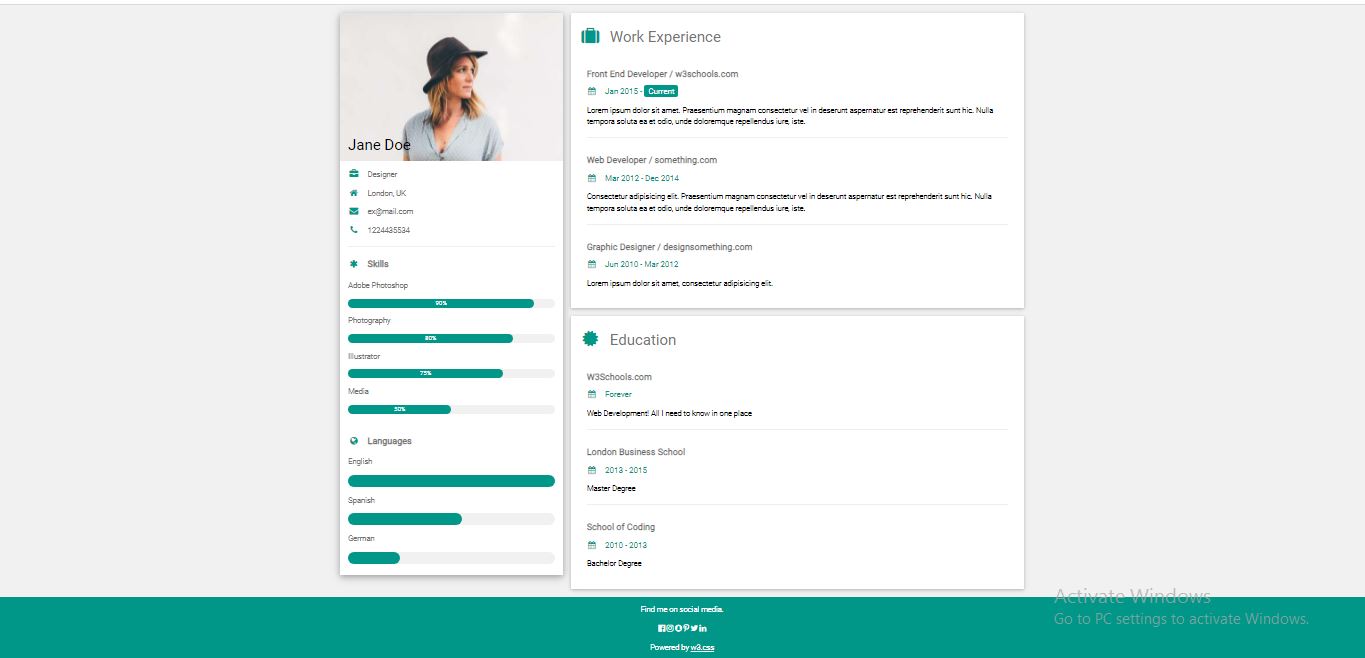 Jane Doe
Designer
London, UK
ex@mail.com
1224435534
Skills
Adobe Photoshop
90%
Photography
80%
Illustrator
75%
Media
50%
Languages
English
Spanish
German
Work Experience
Front End Developer / w3schools.com
Jan 2015 - Current
Lorem ipsum dolor sit amet. Praesentium magnam consectetur vel in deserunt aspernatur est reprehenderit sunt hic. Nulla
tempora soluta ea et odio, unde doloremque repellendus iure, iste.
Web Developer / something.com
Mar 2012 - Dec 2014
Consectetur adipisicing elit. Praesentium magnam consectetur vel in deserunt aspernatur est reprehenderit sunt hic. Nulla
tempora soluta ea et odio, unde doloremque repellendus iure, iste.
Graphic Designer / designsomething.com
Jun 2010 - Mar 2012
Lorem ipsum dolor sit amet, consectetur adipisicing elit.
Education
W3Schools.com
Forever
Web Development! All I need to know in one place
London Business School
2013 - 2015
Master Degree
School of Coding
2010 - 2013
Bachelor Degree
Find me on social media.
Powered by w3.css
Activate Windows
Go to PC settings to activate Windows.